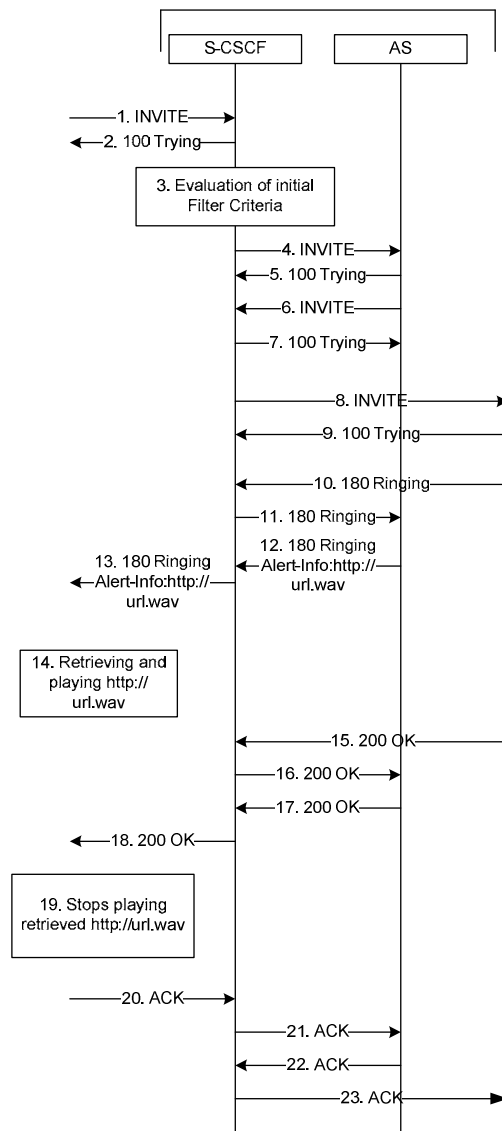 S-CSCF
AS
1. INVITE
2. 100 Trying
3. Evaluation of initial
Filter Criteria
4. INVITE
5. 100 Trying
6. INVITE
7. 100 Trying
8. INVITE
9. 100 Trying
10. 180 Ringing
11. 180 Ringing
12. 180 Ringing
Alert-Info:http://
url.wav
13. 180 Ringing
Alert-Info:http://
url.wav
14. Retrieving and
playing http://
url.wav
15. 200 OK
16. 200 OK
17. 200 OK
18. 200 OK
19. Stops playing
retrieved http://url.wav
20. ACK
21. ACK
22. ACK
23. ACK